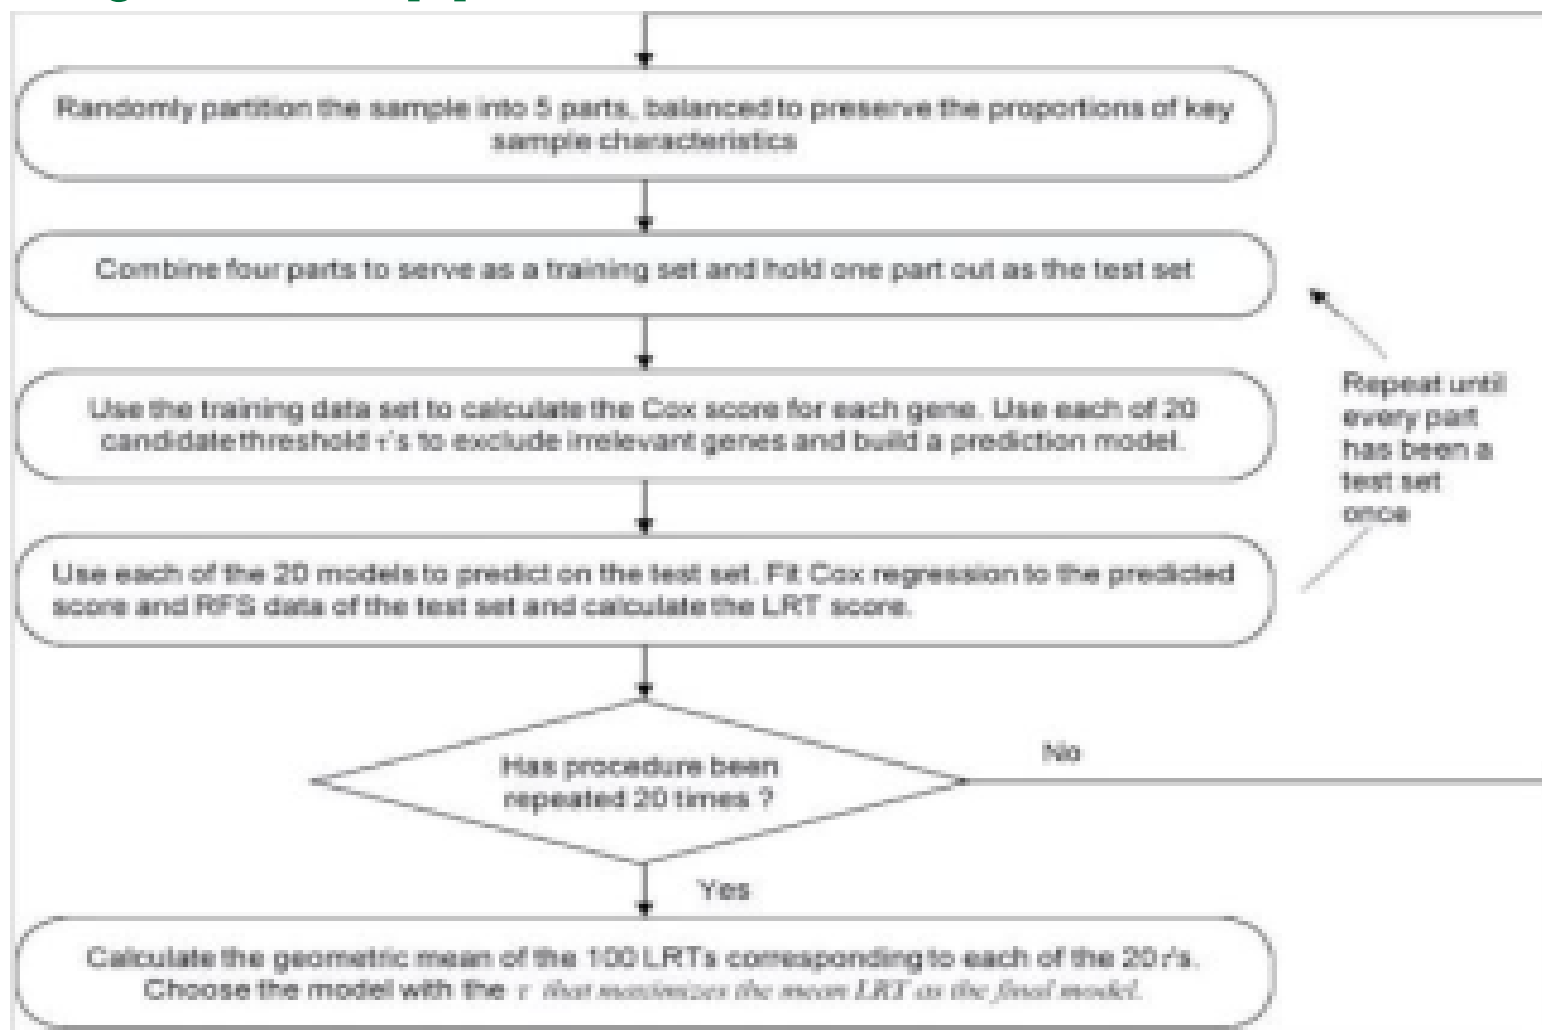 Randomly partition the sample into 5 parts, balanced to preserve the proportions of key
sample characteristics
Combine four parts to serve as a training set and hold one part out as the test set
Use the training data set to calculate the Cox score for each gene. Use each of 20
candidate threshold τ's to exclude irrelevant genes and build a prediction model.
Repeat until
every part
has been a
test set
once
Use each of the 20 models to predict on the test set. Fit Cox regression to the predicted
score and RFS data of the test set and calculate the LRT score.
Has procedure been
repeated 20 times ?
No
Yes
Calculate the geometric mean of the 100 LRTs corresponding to each of the 20 τ's.
Choose the model with the τ that maximizes the mean LRT as the final model.